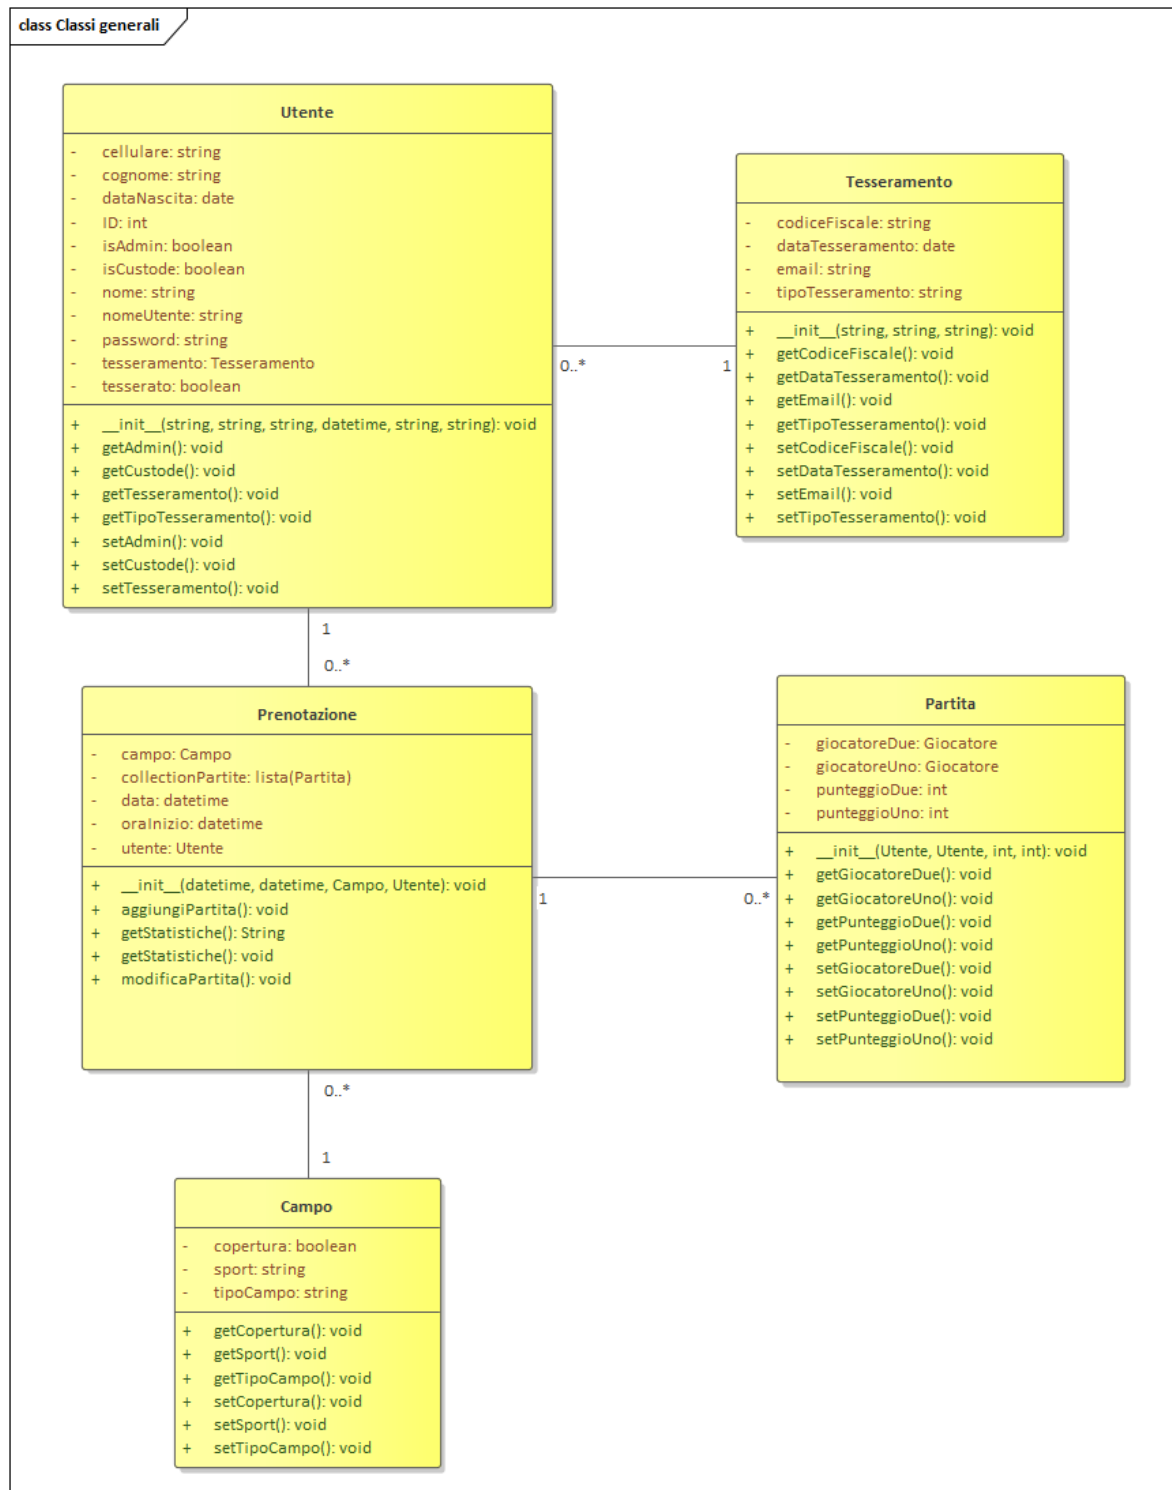 class Classi generali
Utente
- cellulare: string
- cognome: string
- dataNascita: date
- ID: int
- isAdmin: boolean
- isCustode: boolean
- nome: string
- nomeUtente: string
- password: string
- tesseramento: Tesseramento
- tesserato: boolean
+ __init__(string, string, string, datetime, string, string): void
+ getAdmin(): void
+ getCustode(): void
+ getTesseramento(): void
+ getTipoTesseramento(): void
+ setAdmin(): void
+ setCustode(): void
+ setTesseramento(): void
0..*
1
Tesseramento
- codiceFiscale: string
- dataTesseramento: date
- email: string
- tipoTesseramento: string
+ __init__(string, string, string): void
+ getCodiceFiscale(): void
+ getDataTesseramento(): void
+ getEmail(): void
+ getTipoTesseramento(): void
+ setCodiceFiscale(): void
+ setDataTesseramento(): void
+ setEmail(): void
+ setTipoTesseramento(): void
1
0..*
Prenotazione
- campo: Campo
- collectionPartite: lista(Partita)
- data: datetime
- oraInizio: datetime
- utente: Utente
+ __init__(datetime, datetime, Campo, Utente): void
+ aggiungiPartita(): void
+ getStatistiche(): String
+ getStatistiche(): void
+ modificaPartita(): void
1
0..*
Partita
- giocatoreDue: Giocatore
- giocatoreUno: Giocatore
- punteggioDue: int
- punteggioUno: int
+ __init__(Utente, Utente, int, int): void
+ getGiocatoreDue(): void
+ getGiocatoreUno(): void
+ getPunteggioDue(): void
+ getPunteggioUno(): void
+ setGiocatoreDue(): void
+ setGiocatoreUno(): void
+ setPunteggioDue(): void
+ setPunteggioUno(): void
0..*
1
Campo
- copertura: boolean
- sport: string
- tipoCampo: string
+ getCopertura(): void
+ getSport(): void
+ getTipoCampo(): void
+ setCopertura(): void
+ setSport(): void
+ setTipoCampo(): void